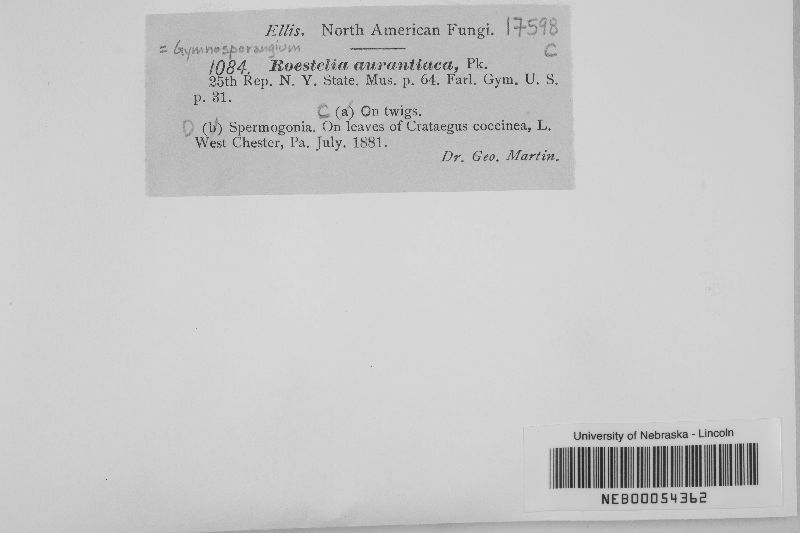 Ellis. North American Fungi. 17598
= Gymnosporangium C
1084. Roestelia aurantiaca, Pk.
25th Rep. N. Y. State. Mus. p. 64. Farl. Gym. U. S.
p. 31.
C (a) On twigs.
D (b) Spermogonia. On leaves of Crataegus coccinea, L.
West Chester, Pa. July. 1881.
Dr. Geo. Martin.
University of Nebraska - Lincoln
NEB00054362